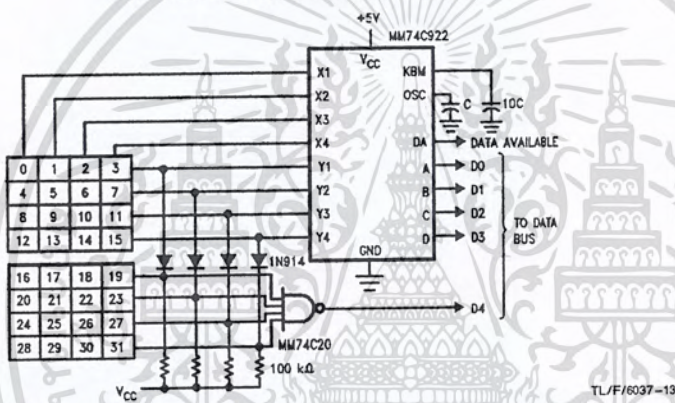 +5V
MM74C922
VCC
X1
X2
X3
X4
Y1
Y2
Y3
Y4
KBM
OSC
C
10C
DA
DATA AVAILABLE
A
D0
B
D1
C
D2
D
D3
TO DATA
BUS
GND
0 1 2 3
4 5 6 7
8 9 10 11
12 13 14 15
1N914
16 17 18 19
20 21 22 23
24 25 26 27
28 29 30 31
D4
MM74C20
100 kΩ
VCC
TL/F/6037-13